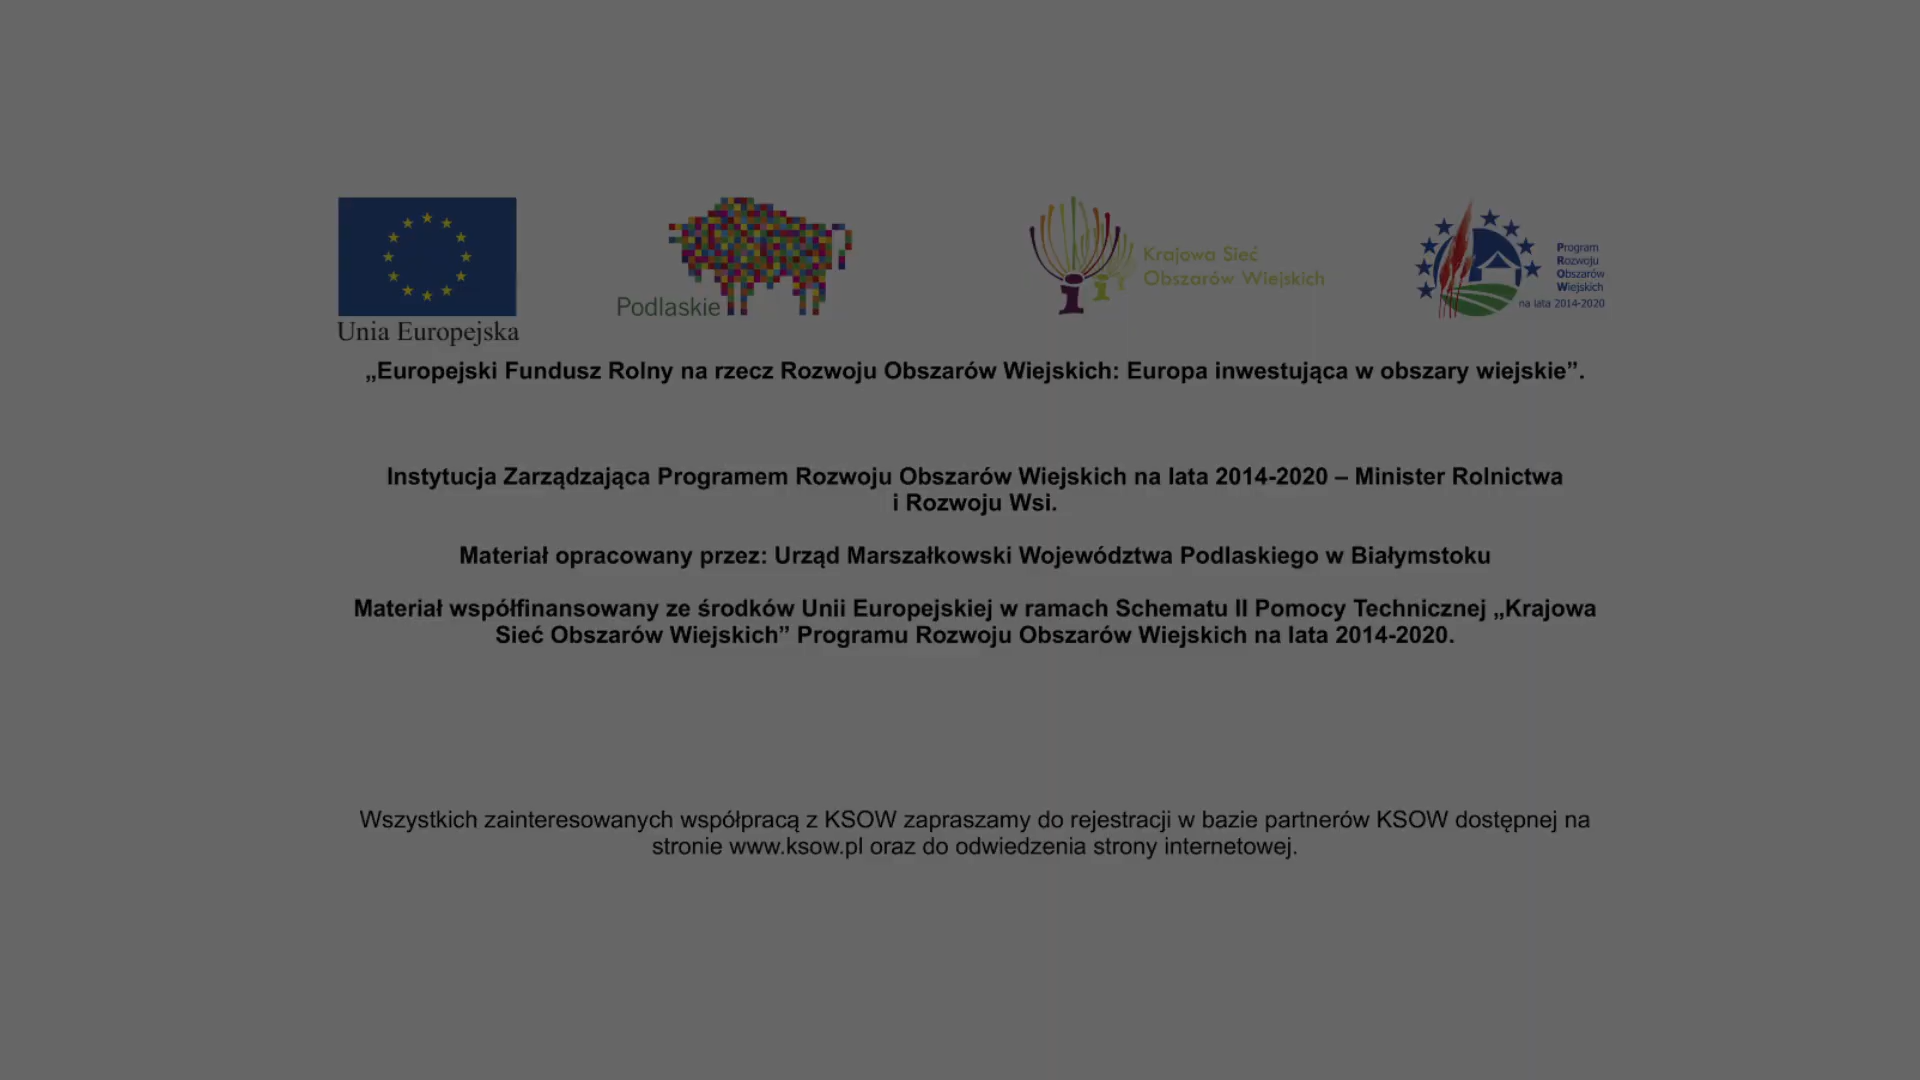 Unia Europejska
Podlaskie
Krajowa Sieć
Obszarów Wiejskich
Program
Rozwoju
Obszarów
Wiejskich
na lata 2014-2020
„Europejski Fundusz Rolny na rzecz Rozwoju Obszarów Wiejskich: Europa inwestująca w obszary wiejskie”.
Instytucja Zarządzająca Programem Rozwoju Obszarów Wiejskich na lata 2014-2020 – Minister Rolnictwa
i Rozwoju Wsi.
Materiał opracowany przez: Urząd Marszałkowski Województwa Podlaskiego w Białymstoku
Materiał współfinansowany ze środków Unii Europejskiej w ramach Schematu II Pomocy Technicznej „Krajowa
Sieć Obszarów Wiejskich” Programu Rozwoju Obszarów Wiejskich na lata 2014-2020.
Wszystkich zainteresowanych współpracą z KSOW zapraszamy do rejestracji w bazie partnerów KSOW dostępnej na
stronie www.ksow.pl oraz do odwiedzenia strony internetowej.